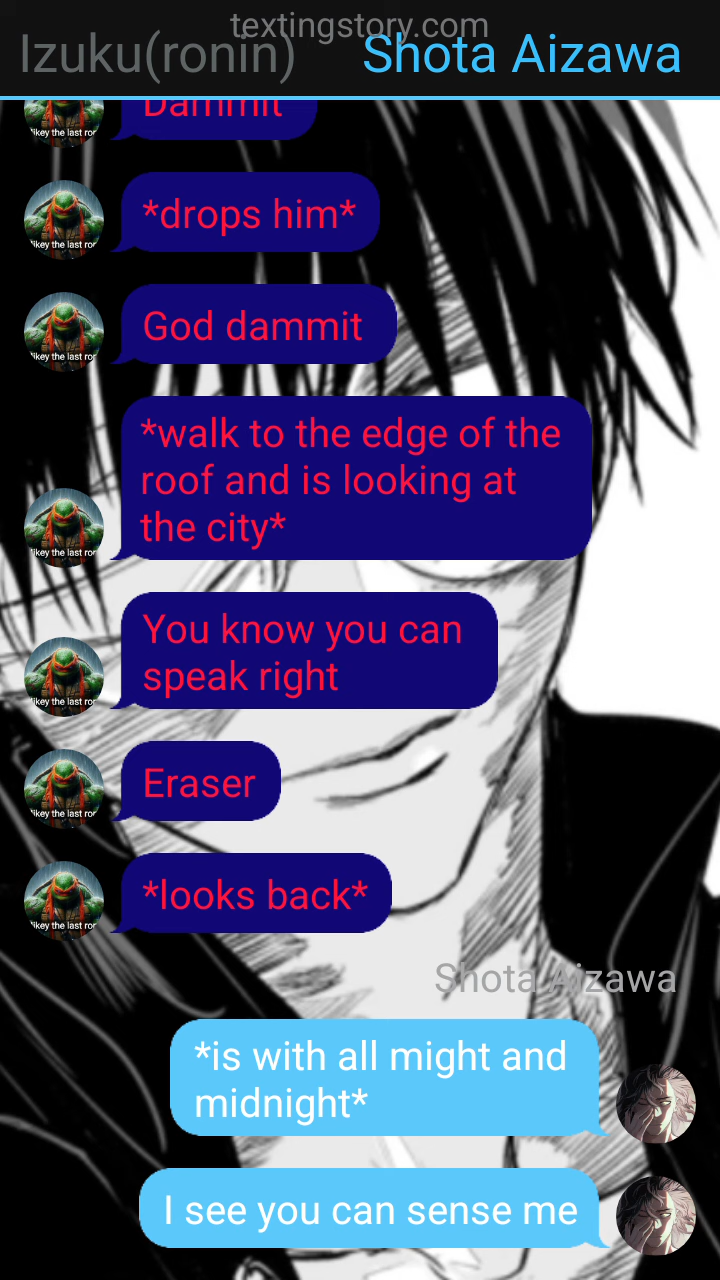 textingstory.com
Izuku(ronin)
Shota Aizawa
Dammit
*drops him*
God dammit
*walk to the edge of the
roof and is looking at
the city*
You know you can
speak right
Eraser
*looks back*
Shota Aizawa
*is with all might and
midnight*
I see you can sense me